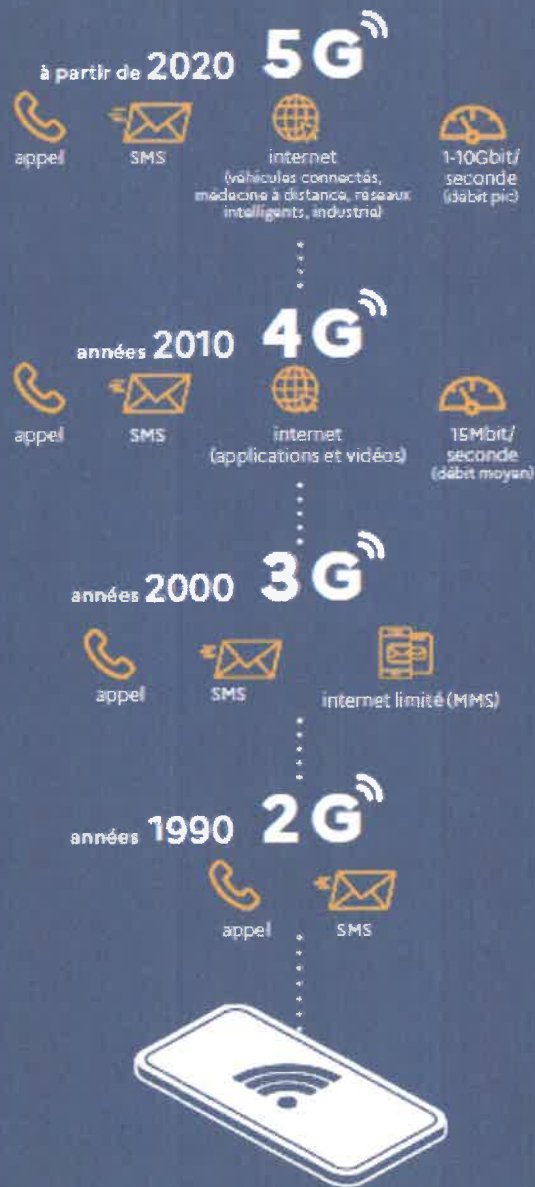 à partir de 2020 5G
appel
SMS
internet
(véhicules connectés,
médecine à distance, réseaux
intelligents, industrie)
1-10Gbit/
seconde
(débit pic)
années 2010 4G
appel
SMS
internet
(applications et vidéos)
15Mbit/
seconde
(débit moyen)
années 2000 3G
appel
SMS
internet limité (MMS)
années 1990 2G
appel
SMS